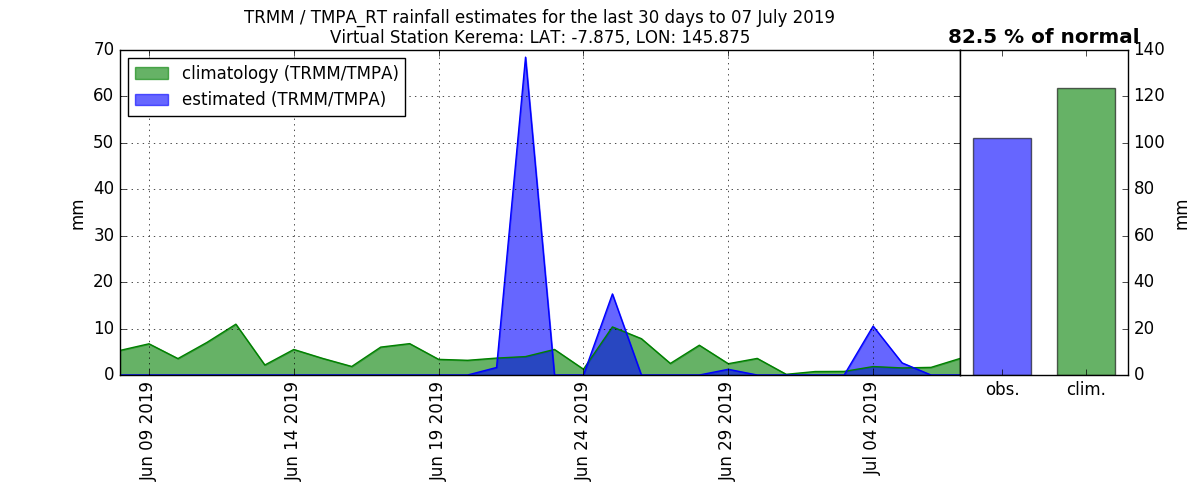 TRMM / TMPA_RT rainfall estimates for the last 30 days to 07 July 2019
Virtual Station Kerema: LAT: -7.875, LON: 145.875
82.5 % of normal
climatology (TRMM/TMPA)
estimated (TRMM/TMPA)
mm
70
60
50
40
30
20
10
0
Jun 09 2019
Jun 14 2019
Jun 19 2019
Jun 24 2019
Jun 29 2019
Jul 04 2019
obs.
clim.
140
120
100
80
60
40
20
0
mm